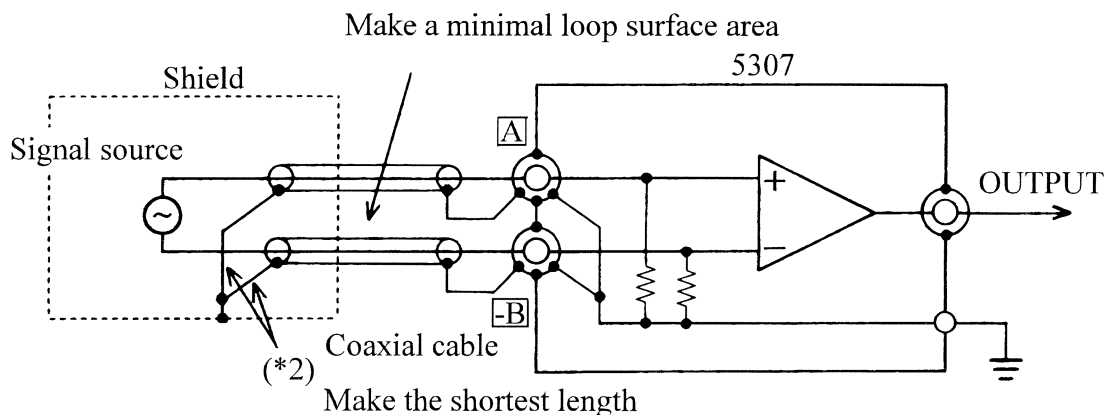 Make a minimal loop surface area
5307
Shield
A
Signal source
~
+
OUTPUT
−
-B
Coaxial cable
(*2)
Make the shortest length